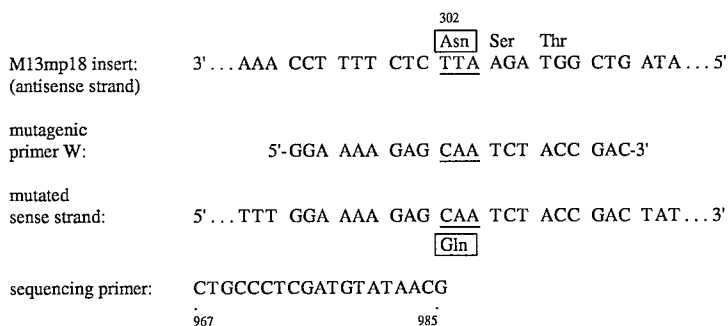 302
Asn Ser Thr
M13mp18 insert: 3'...AAA CCT TTT CTC TTA AGA TGG CTG ATA...5'
(antisense strand)
mutagenic
primer W: 5'-GGA AAA GAG CAA TCT ACC GAC-3'
mutated
sense strand: 5'...TTT GGA AAA GAG CAA TCT ACC GAC TAT...3'
Gln
sequencing primer: CTGCCCTCGATGTATAACG
967 985